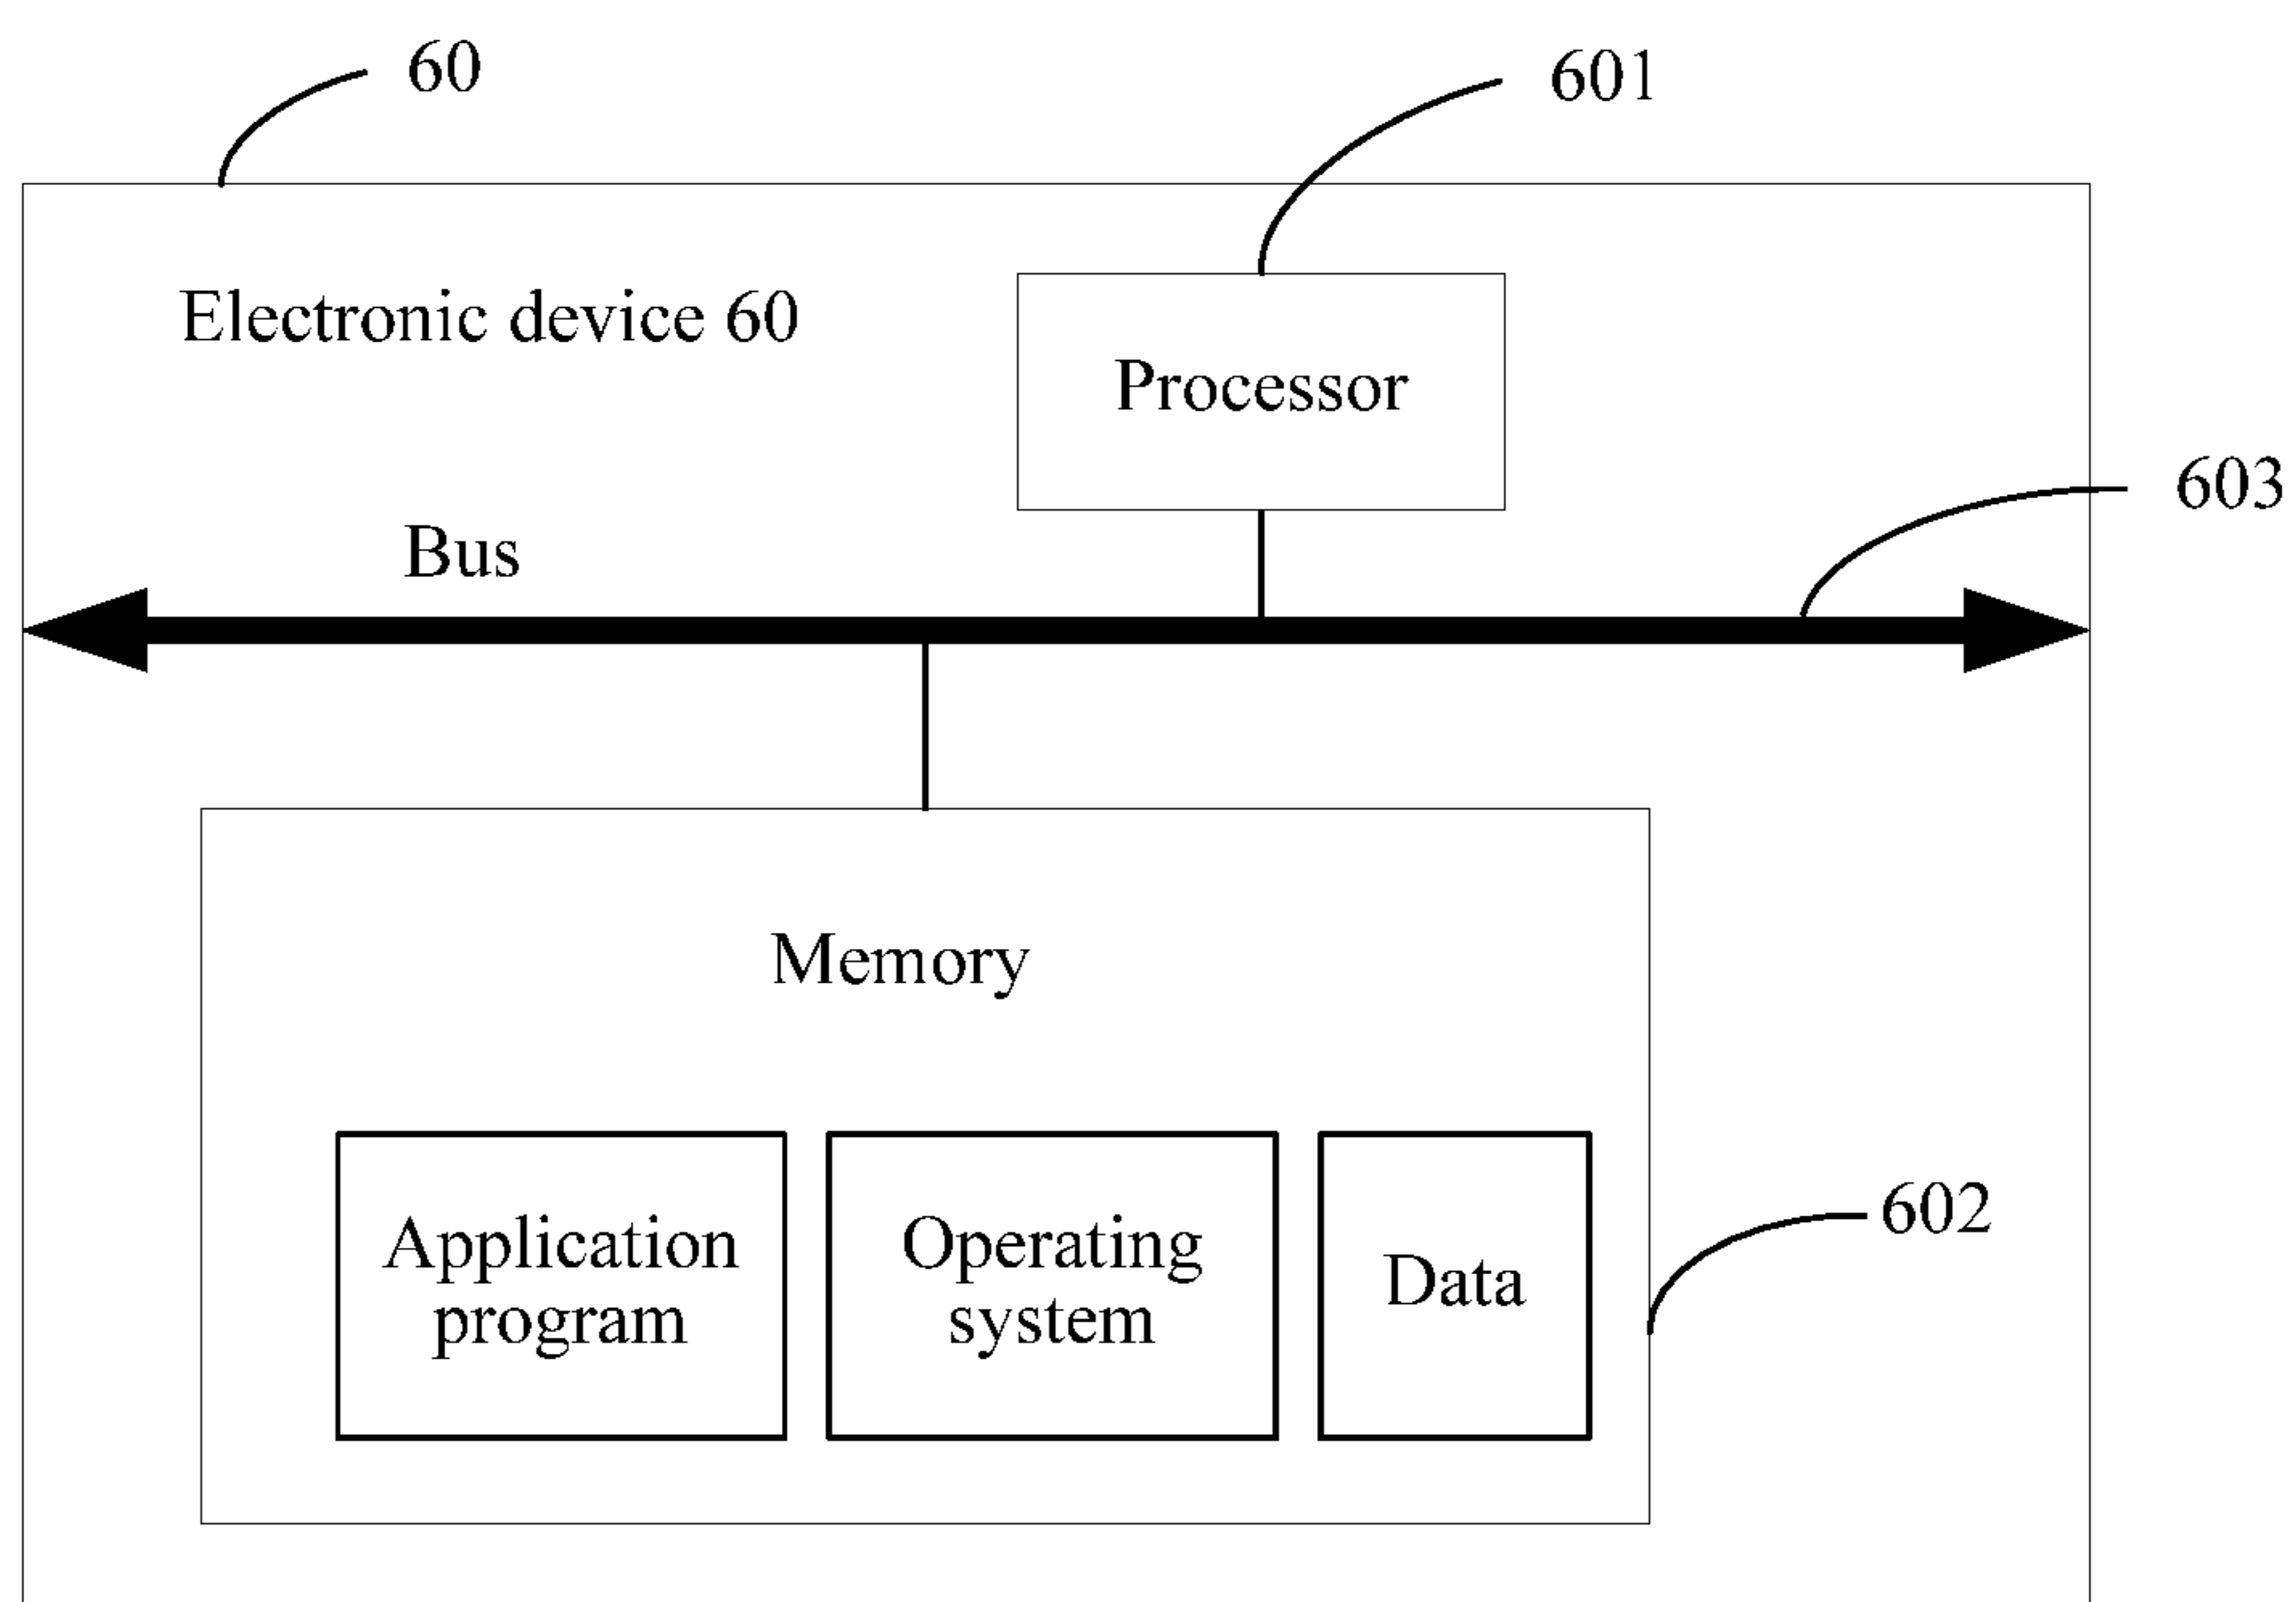 60
601
Electronic device 60
Processor
603
Bus
Memory
Application
program
Operating
system
Data
602